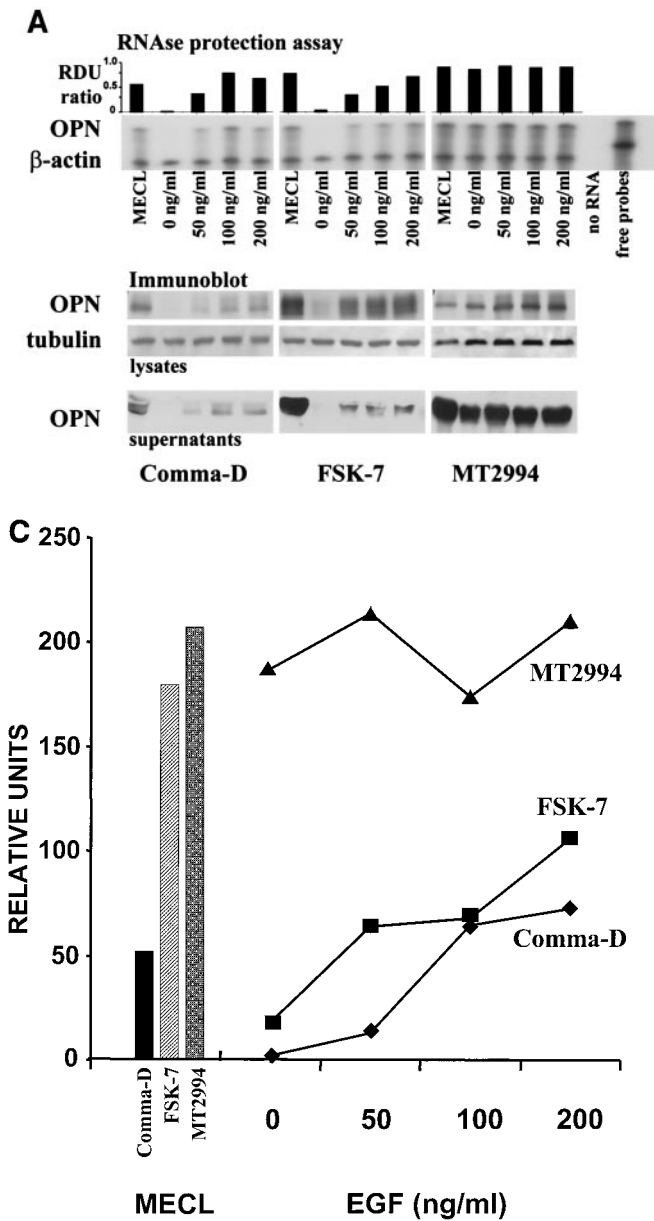 A
RNAse protection assay
RDU ratio
1.0
0.5
0
OPN
β-actin
MECL
0 ng/ml
50 ng/ml
100 ng/ml
200 ng/ml
MECL
0 ng/ml
50 ng/ml
100 ng/ml
200 ng/ml
MECL
0 ng/ml
50 ng/ml
100 ng/ml
200 ng/ml
no RNA
free probes
Immunoblot
OPN
tubulin
lysates
OPN
supernatants
Comma-D FSK-7 MT2994
C
RELATIVE UNITS
250
200
150
100
50
0
MT2994
FSK-7
Comma-D
Comma-D
FSK-7
MT2994
0 50 100 200
MECL EGF (ng/ml)